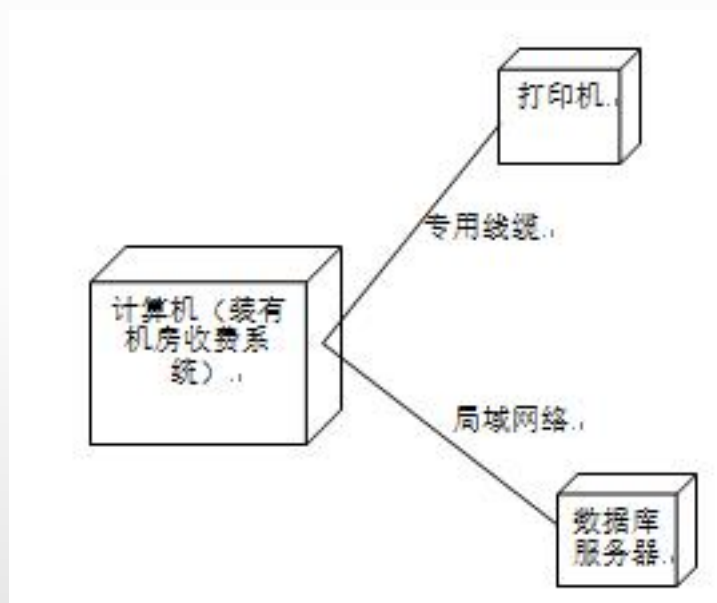 打印机
专用线缆
计算机（装有
机房收费系
统）
局域网络
数据库
服务器